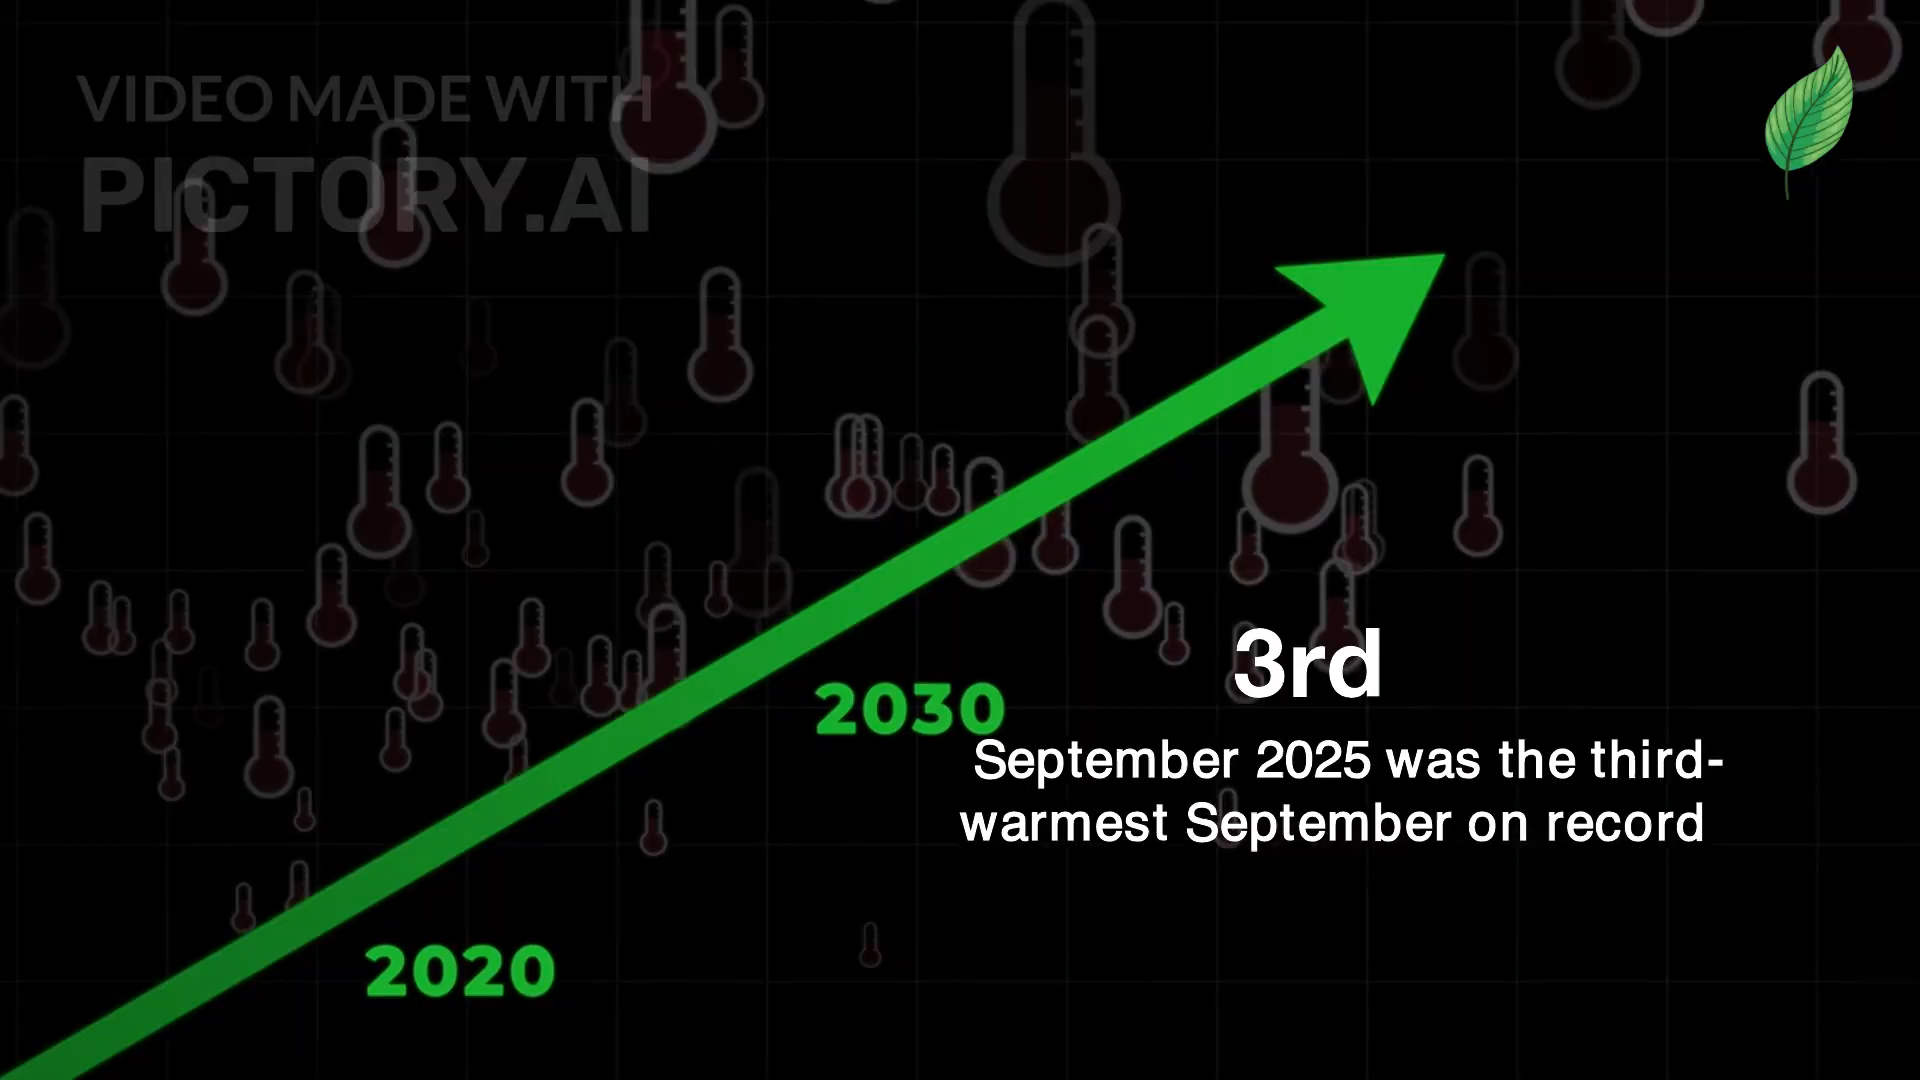 VIDEO MADE WITH
PICTORY.AI
3rd
2030
September 2025 was the third-
warmest September on record
2020